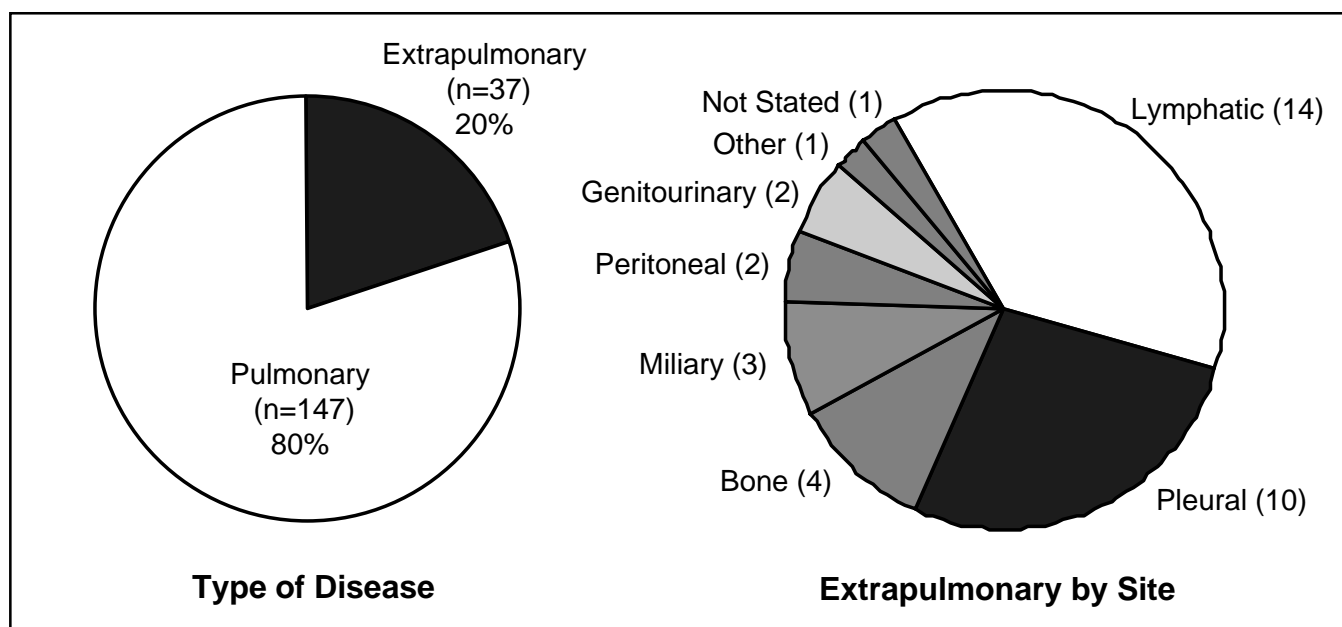 Extrapulmonary
(n=37)
20%
Pulmonary
(n=147)
80%
Type of Disease
Not Stated (1)
Lymphatic (14)
Other (1)
Genitourinary (2)
Peritoneal (2)
Miliary (3)
Bone (4)
Pleural (10)
Extrapulmonary by Site